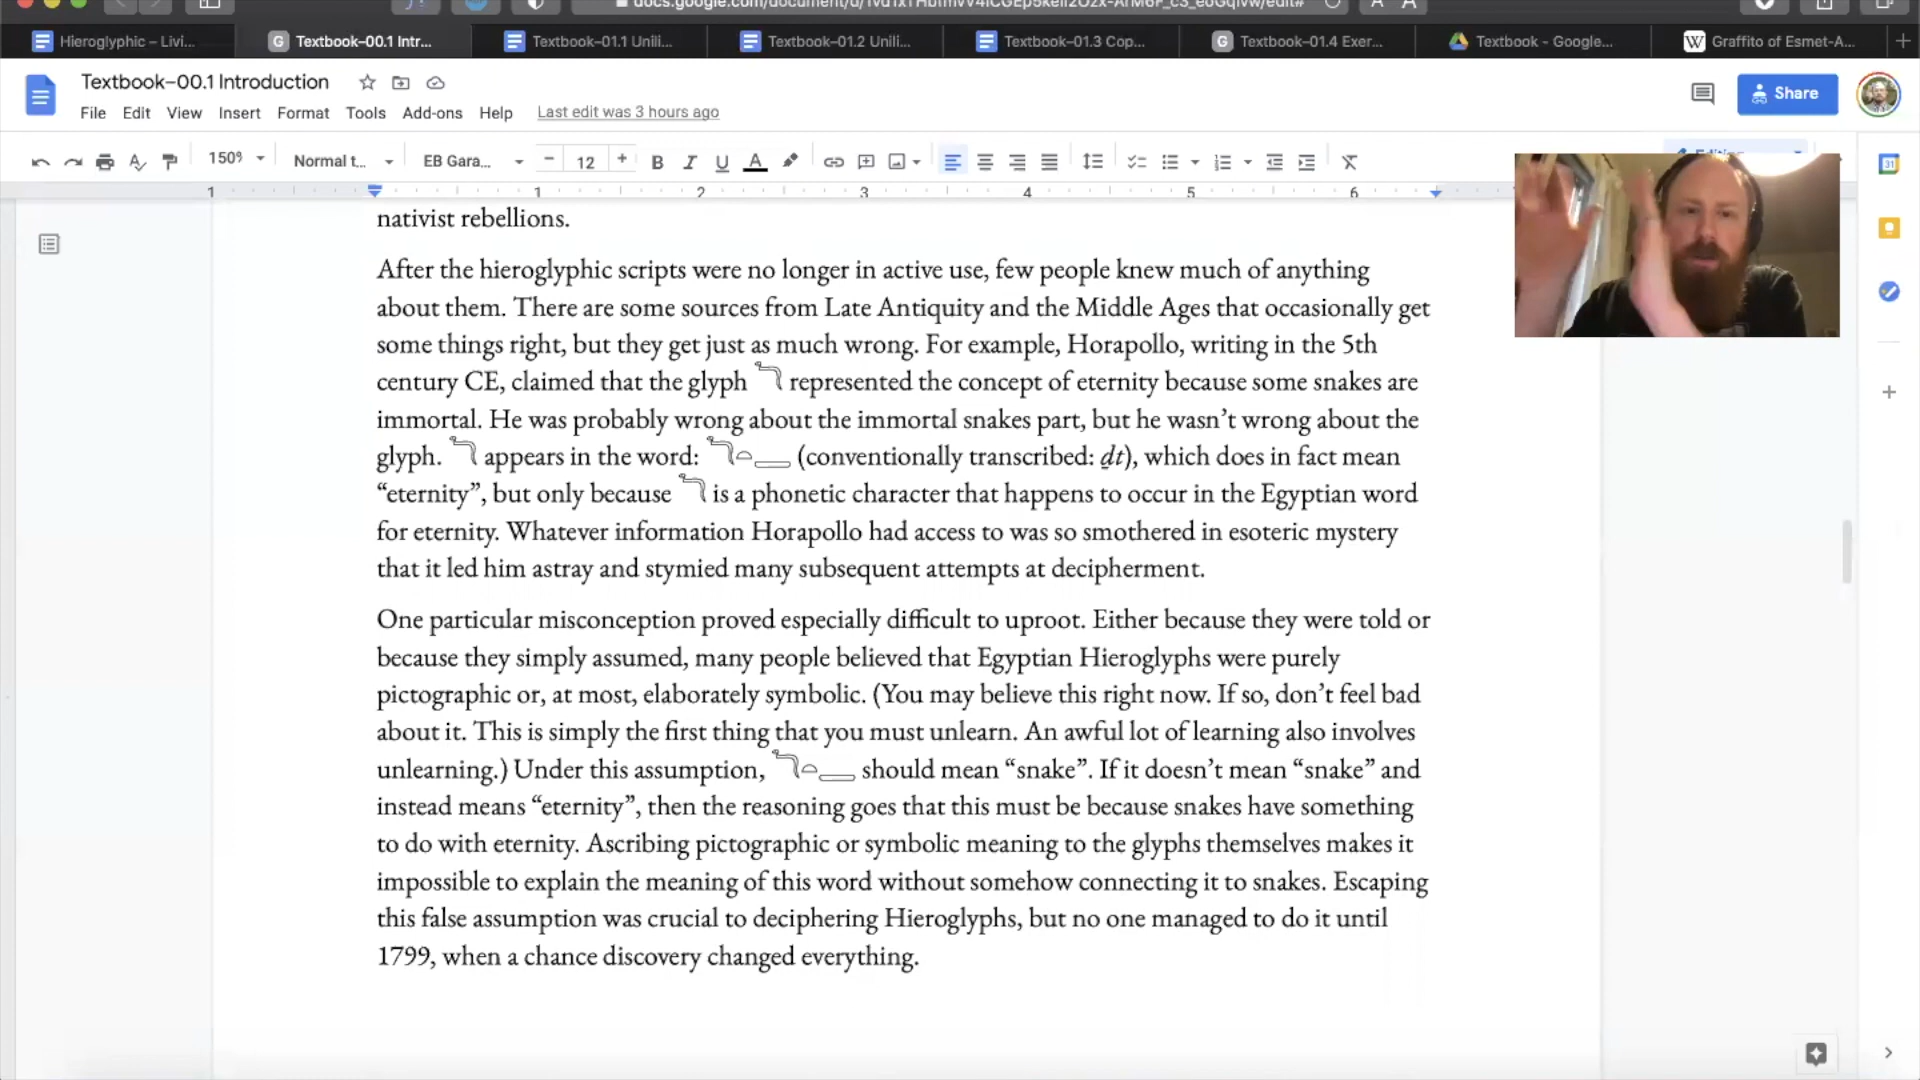 docs.google.com/document/d/
Hieroglyphic – Livi...
Textbook–00.1 Intr...
Textbook–01.1 Unili...
Textbook–01.2 Unili...
Textbook–01.3 Cop...
Textbook–01.4 Exer...
Textbook - Google...
Graffito of Esmet-A...
Textbook–00.1 Introduction
File Edit View Insert Format Tools Add-ons Help Last edit was 3 hours ago
Share
150% Normal t... EB Gara... 12
Editing
1 1 2 3 4 5 6
nativist rebellions.
After the hieroglyphic scripts were no longer in active use, few people knew much of anything
about them. There are some sources from Late Antiquity and the Middle Ages that occasionally get
some things right, but they get just as much wrong. For example, Horapollo, writing in the 5th
century CE, claimed that the glyph 𓆓 represented the concept of eternity because some snakes are
immortal. He was probably wrong about the immortal snakes part, but he wasn’t wrong about the
glyph. 𓆓 appears in the word: 𓆓𓏏𓇿 (conventionally transcribed: ḏt), which does in fact mean
“eternity”, but only because 𓆓 is a phonetic character that happens to occur in the Egyptian word
for eternity. Whatever information Horapollo had access to was so smothered in esoteric mystery
that it led him astray and stymied many subsequent attempts at decipherment.
One particular misconception proved especially difficult to uproot. Either because they were told or
because they simply assumed, many people believed that Egyptian Hieroglyphs were purely
pictographic or, at most, elaborately symbolic. (You may believe this right now. If so, don’t feel bad
about it. This is simply the first thing that you must unlearn. An awful lot of learning also involves
unlearning.) Under this assumption, 𓆓𓏏𓇿 should mean “snake”. If it doesn’t mean “snake” and
instead means “eternity”, then the reasoning goes that this must be because snakes have something
to do with eternity. Ascribing pictographic or symbolic meaning to the glyphs themselves makes it
impossible to explain the meaning of this word without somehow connecting it to snakes. Escaping
this false assumption was crucial to deciphering Hieroglyphs, but no one managed to do it until
1799, when a chance discovery changed everything.